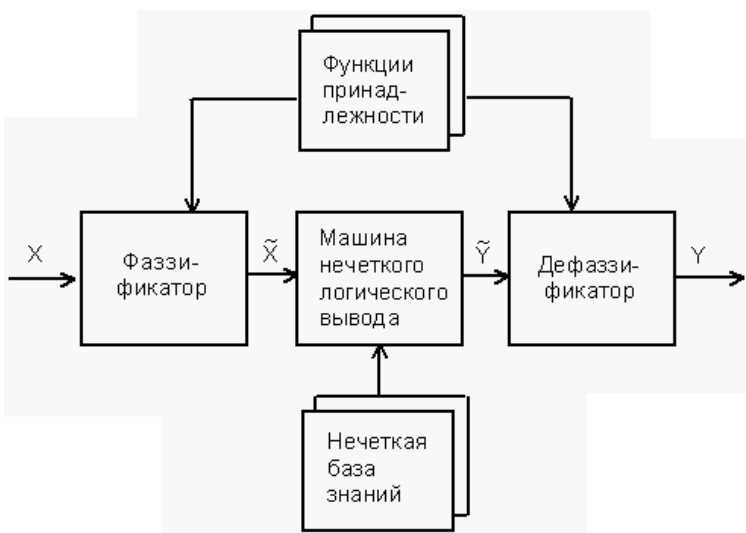 Функции
принад-
лежности
X
Фаззи-
фикатор
X̃
Машина
нечеткого
логического
вывода
Ỹ
Дефаззи-
фикатор
Y
Нечеткая
база
знаний